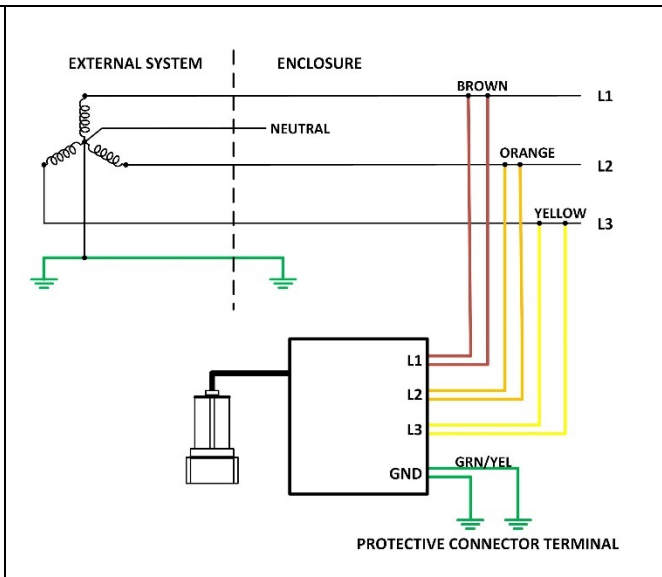 EXTERNAL SYSTEM
ENCLOSURE
BROWN
L1
NEUTRAL
ORANGE
L2
YELLOW
L3
L1
L2
L3
GND
GRN/YEL
PROTECTIVE CONNECTOR TERMINAL